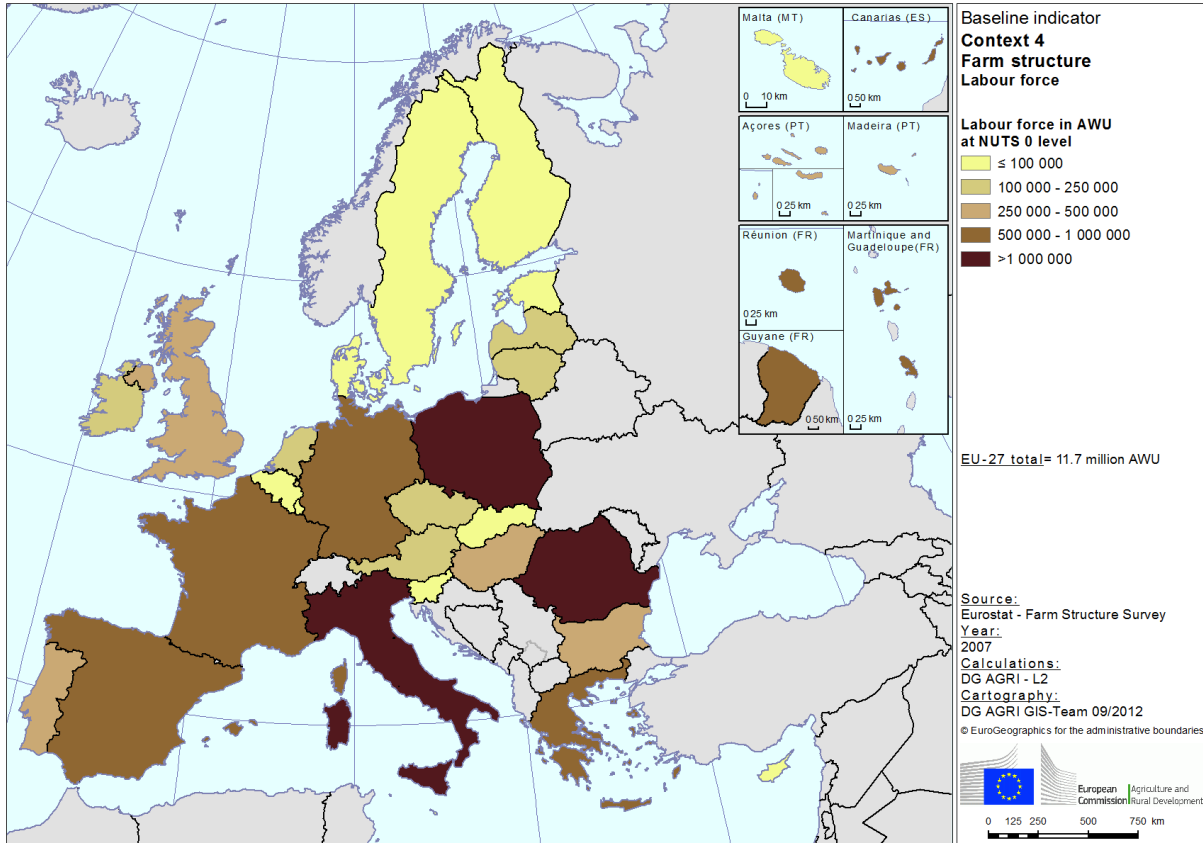 Malta (MT)
0 10 km
Canarias (ES)
0 50 km
Açores (PT)
0 25 km
Madeira (PT)
0 25 km
Réunion (FR)
0 25 km
Martinique and
Guadeloupe(FR)
0 25 km
Guyane (FR)
0 50 km
Baseline indicator
Context 4
Farm structure
Labour force
Labour force in AWU
at NUTS 0 level
≤ 100 000
100 000 - 250 000
250 000 - 500 000
500 000 - 1 000 000
>1 000 000
EU-27 total= 11.7 million AWU
Source:
Eurostat - Farm Structure Survey
Year:
2007
Calculations:
DG AGRI - L2
Cartography:
DG AGRI GIS-Team 09/2012
© EuroGeographics for the administrative boundaries
European
Commission
Agriculture and
Rural Development
0 125 250 500 750 km